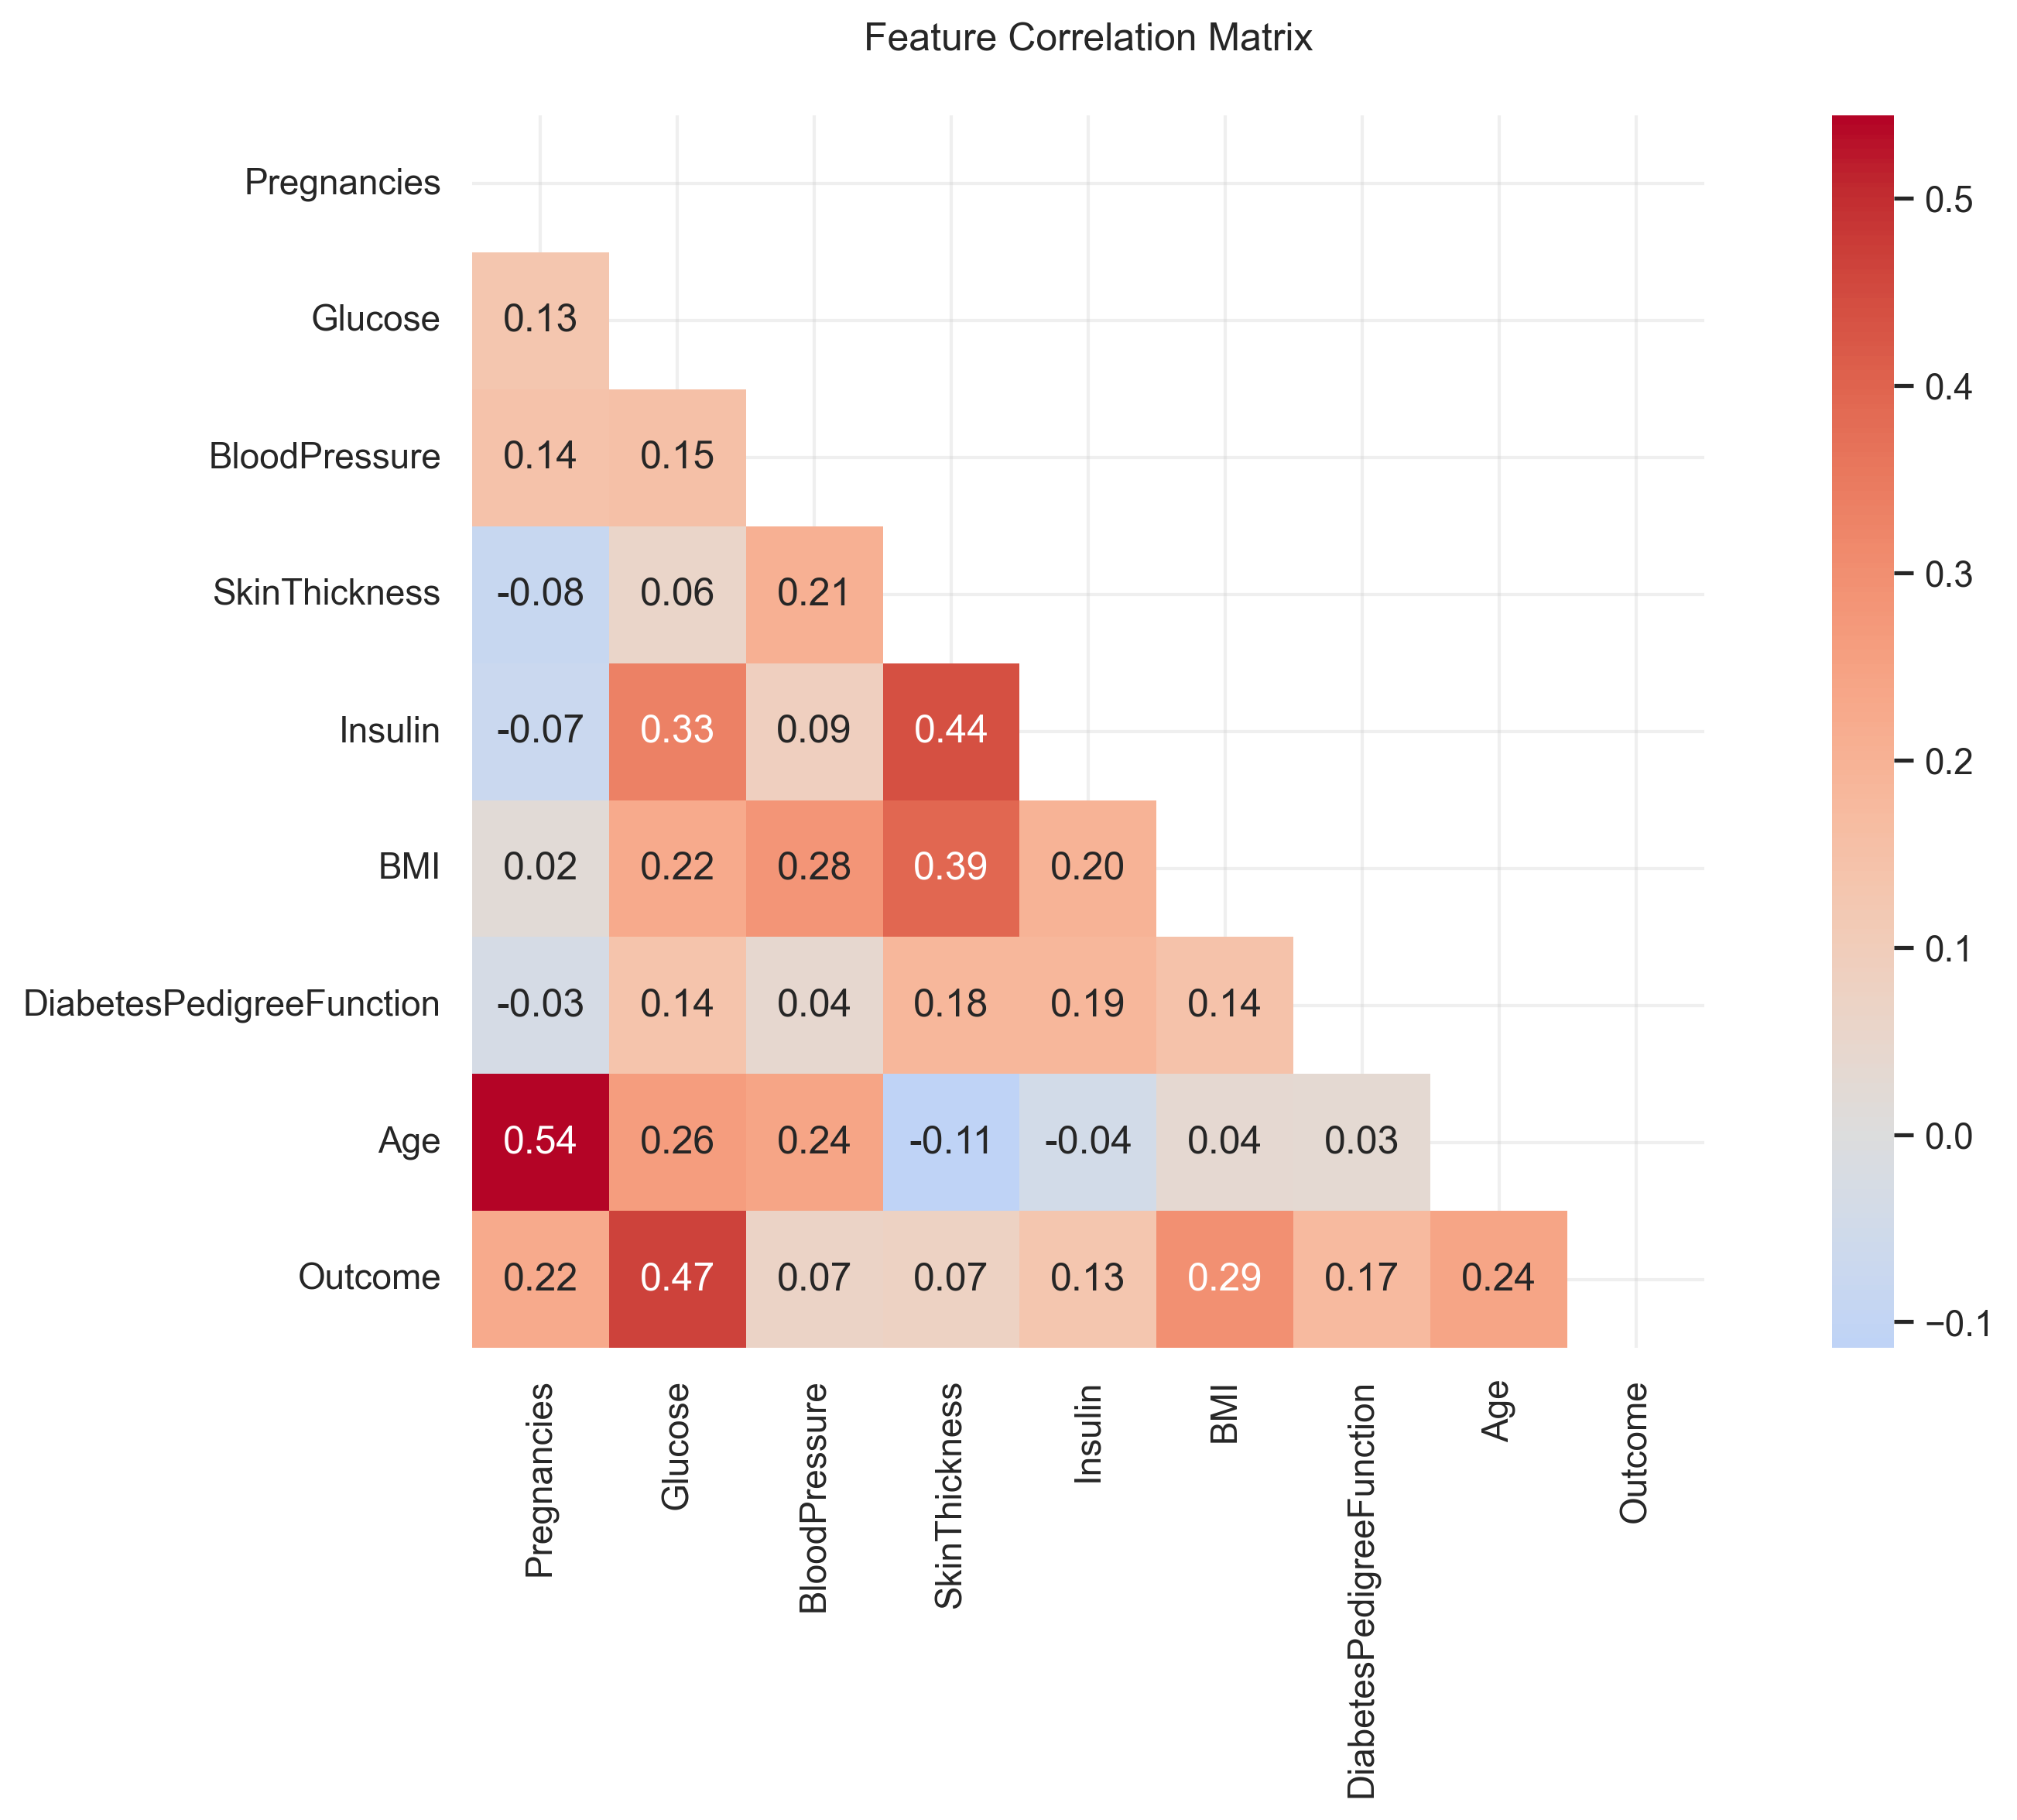 Feature Correlation Matrix
Pregnancies
Glucose 0.13
BloodPressure 0.14 0.15
SkinThickness -0.08 0.06 0.21
Insulin -0.07 0.33 0.09 0.44
BMI 0.02 0.22 0.28 0.39 0.20
DiabetesPedigreeFunction -0.03 0.14 0.04 0.18 0.19 0.14
Age 0.54 0.26 0.24 -0.11 -0.04 0.04 0.03
Outcome 0.22 0.47 0.07 0.07 0.13 0.29 0.17 0.24
Pregnancies
Glucose
BloodPressure
SkinThickness
Insulin
BMI
DiabetesPedigreeFunction
Age
Outcome
0.5
0.4
0.3
0.2
0.1
0.0
−0.1